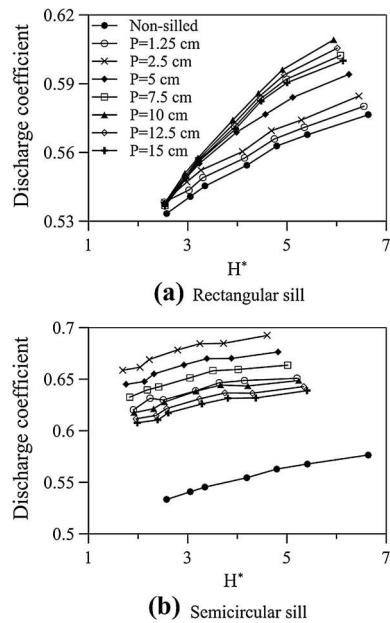 0.62
0.59
0.56
0.53
Discharge coefficient
Non-silled
P=1.25 cm
P=2.5 cm
P=5 cm
P=7.5 cm
P=10 cm
P=12.5 cm
P=15 cm
1 3 5 7
H*
(a) Rectangular sill
0.7
0.65
0.6
0.55
0.5
Discharge coefficient
1 3 5 7
H*
(b) Semicircular sill